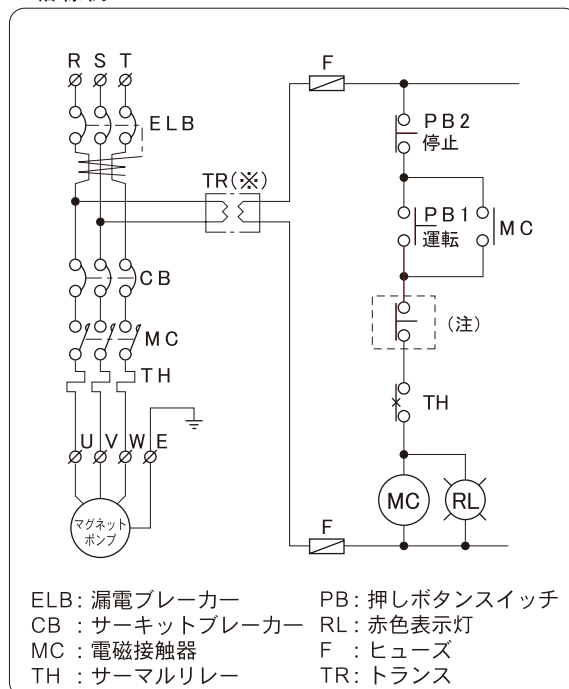 R S T
ELB
TR(※)
F
PB2
停止
PB1
運転
MC
CB
(注)
MC
TH
TH
U V W E
マグネット
ポンプ
MC
RL
F
ELB: 漏電ブレーカー
CB : サーキットブレーカー
MC : 電磁接触器
TH : サーマルリレー
PB: 押しボタンスイッチ
RL: 赤色表示灯
F : ヒューズ
TR: トランス